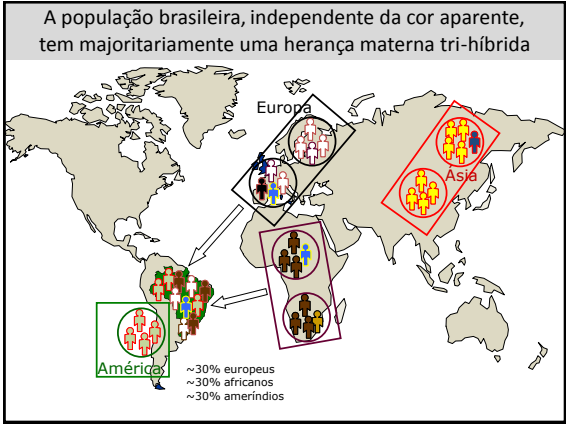 A população brasileira, independente da cor aparente,
tem majoritariamente uma herança materna tri-híbrida
Europa
Ásia
América
~30% europeus
~30% africanos
~30% ameríndios